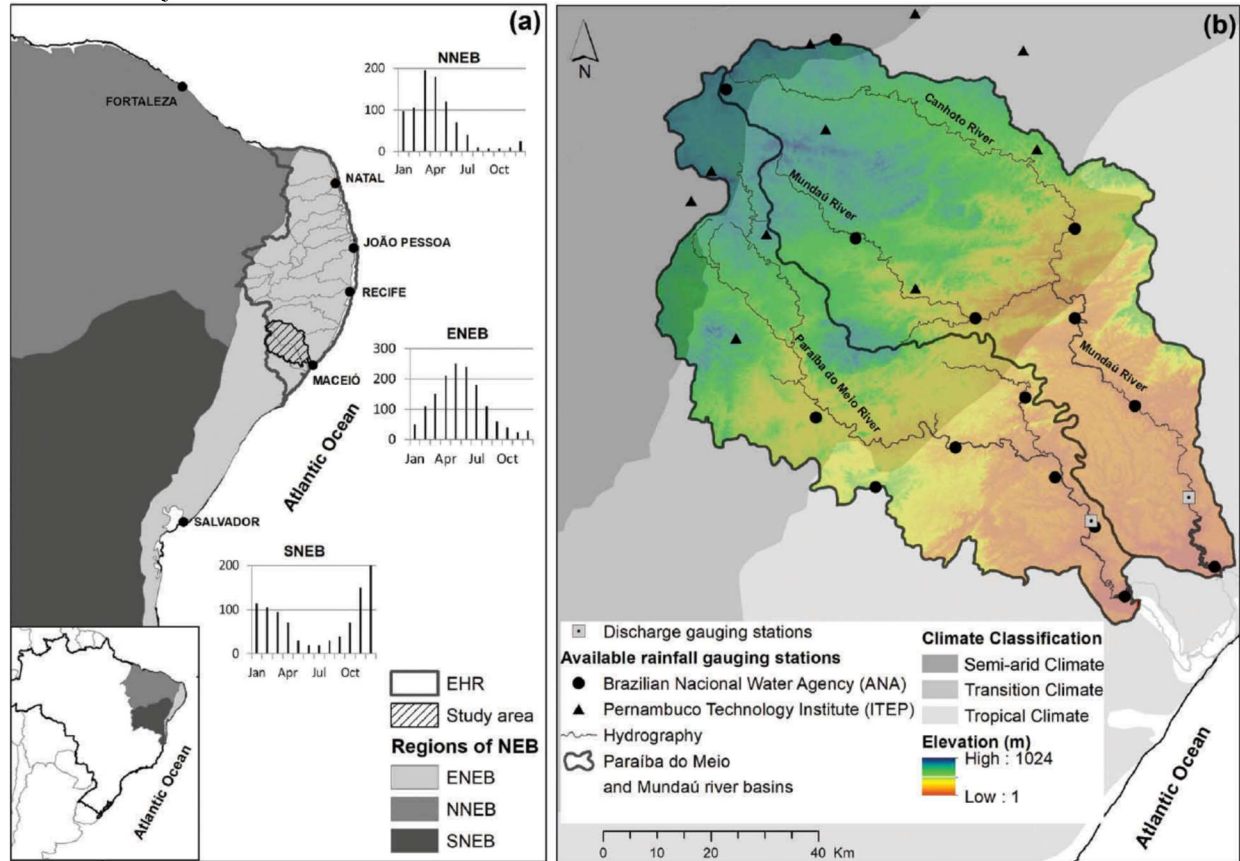 (a)
NNEB
200
100
0
Jan Apr Jul Oct
FORTALEZA
NATAL
JOÃO PESSOA
RECIFE
MACEIÓ
SALVADOR
Atlantic Ocean
ENEB
300
200
100
0
Jan Apr Jul Oct
SNEB
200
100
0
Jan Apr Jul Oct
Atlantic Ocean
EHR
Study area
Regions of NEB
ENEB
NNEB
SNEB
(b)
N
Canhoto River
Mundaú River
Paraíba do Meio River
Mundaú River
Discharge gauging stations
Available rainfall gauging stations
Brazilian Nacional Water Agency (ANA)
Pernambuco Technology Institute (ITEP)
Hydrography
Paraíba do Meio
and Mundaú river basins
Climate Classification
Semi-arid Climate
Transition Climate
Tropical Climate
Elevation (m)
High : 1024
Low : 1
0 10 20 40 Km
Atlantic Ocean